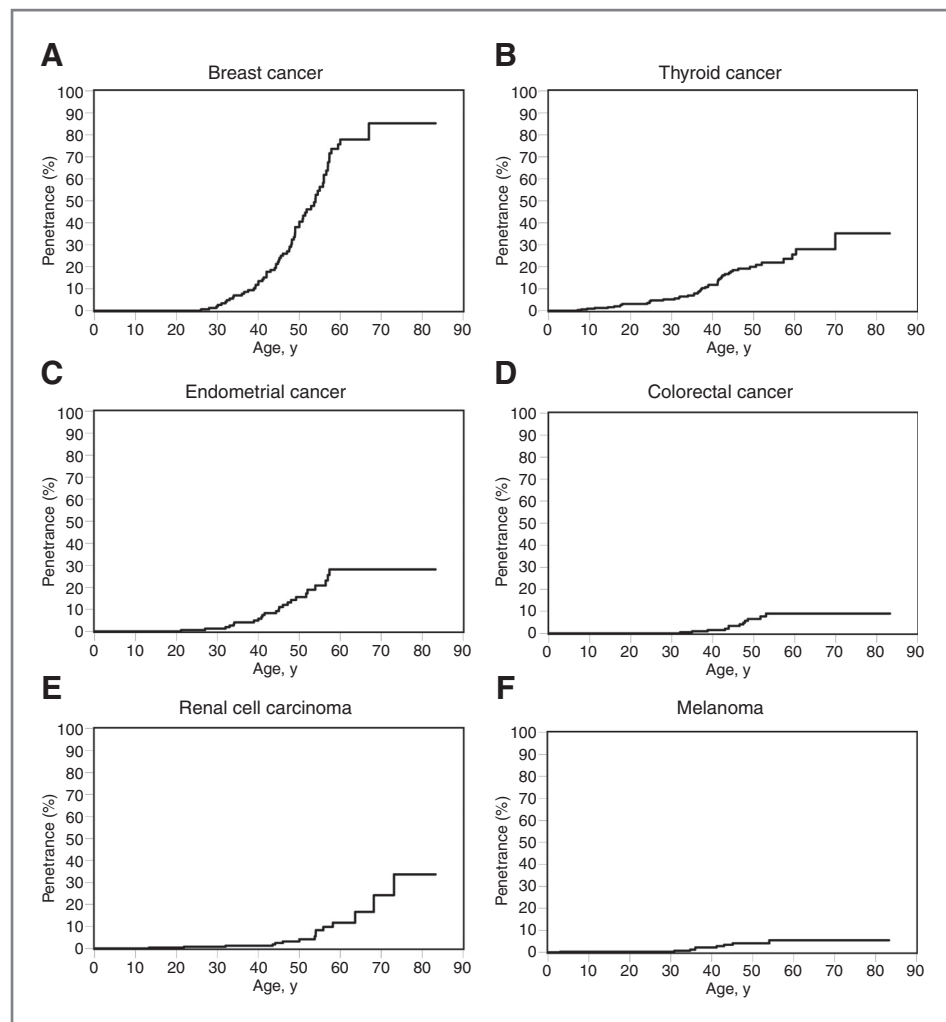 A
Breast cancer
Penetrance (%)
100
90
80
70
60
50
40
30
20
10
0
0 10 20 30 40 50 60 70 80 90
Age, y
B
Thyroid cancer
Penetrance (%)
100
90
80
70
60
50
40
30
20
10
0
0 10 20 30 40 50 60 70 80 90
Age, y
C
Endometrial cancer
Penetrance (%)
100
90
80
70
60
50
40
30
20
10
0
0 10 20 30 40 50 60 70 80 90
Age, y
D
Colorectal cancer
Penetrance (%)
100
90
80
70
60
50
40
30
20
10
0
0 10 20 30 40 50 60 70 80 90
Age, y
E
Renal cell carcinoma
Penetrance (%)
100
90
80
70
60
50
40
30
20
10
0
0 10 20 30 40 50 60 70 80 90
Age, y
F
Melanoma
Penetrance (%)
100
90
80
70
60
50
40
30
20
10
0
0 10 20 30 40 50 60 70 80 90
Age, y